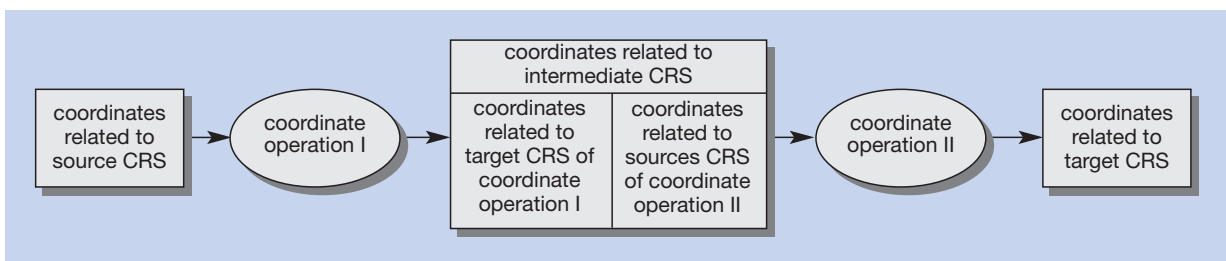 coordinates
related to
source CRS
coordinate
operation I
coordinates related to
intermediate CRS
coordinates
related to
target CRS of
coordinate
operation I
coordinates
related to
sources CRS
of coordinate
operation II
coordinate
operation II
coordinates
related to
target CRS